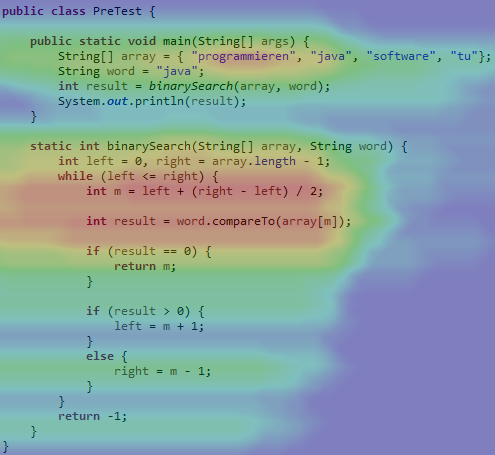 public class PreTest {
public static void main(String[] args) {
String[] array = { "programmieren", "java", "software", "tu"};
String word = "java";
int result = binarySearch(array, word);
System.out.println(result);
}
static int binarySearch(String[] array, String word) {
int left = 0, right = array.length - 1;
while (left <= right) {
int m = left + (right - left) / 2;
int result = word.compareTo(array[m]);
if (result == 0) {
return m;
}
if (result > 0) {
left = m + 1;
}
else {
right = m - 1;
}
}
return -1;
}
}